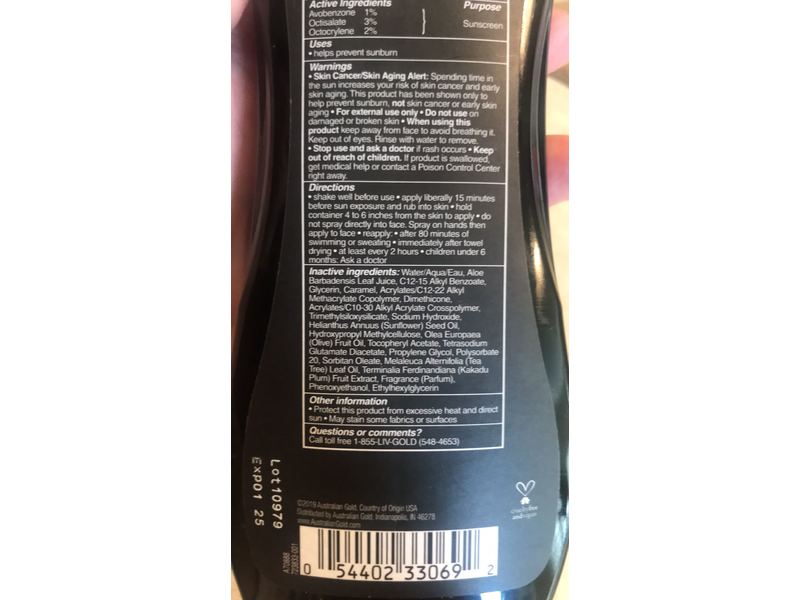 Active Ingredients Purpose
Avobenzone 1%
Octisalate 3% Sunscreen
Octocrylene 2%
Uses
• helps prevent sunburn
Warnings
• Skin Cancer/Skin Aging Alert: Spending time in
the sun increases your risk of skin cancer and early
skin aging. This product has been shown only to
help prevent sunburn, not skin cancer or early skin
aging • For external use only • Do not use on
damaged or broken skin • When using this
product keep away from face to avoid breathing it.
Keep out of eyes. Rinse with water to remove.
• Stop use and ask a doctor if rash occurs • Keep
out of reach of children. If product is swallowed,
get medical help or contact a Poison Control Center
right away.
Directions
• shake well before use • apply liberally 15 minutes
before sun exposure and rub into skin • hold
container 4 to 6 inches from the skin to apply • do
not spray directly into face. Spray on hands then
apply to face • reapply: • after 80 minutes of
swimming or sweating • immediately after towel
drying • at least every 2 hours • children under 6
months: Ask a doctor
Inactive ingredients: Water/Aqua/Eau, Aloe
Barbadensis Leaf Juice, C12-15 Alkyl Benzoate,
Glycerin, Caramel, Acrylates/C12-22 Alkyl
Methacrylate Copolymer, Dimethicone,
Acrylates/C10-30 Alkyl Acrylate Crosspolymer,
Trimethylsiloxysilicate, Sodium Hydroxide,
Helianthus Annuus (Sunflower) Seed Oil,
Hydroxypropyl Methylcellulose, Olea Europaea
(Olive) Fruit Oil, Tocopheryl Acetate, Tetrasodium
Glutamate Diacetate, Propylene Glycol, Polysorbate
20, Sorbitan Oleate, Melaleuca Alternifolia (Tea
Tree) Leaf Oil, Terminalia Ferdinandiana (Kakadu
Plum) Fruit Extract, Fragrance (Parfum),
Phenoxyethanol, Ethylhexylglycerin
Other information
• Protect this product from excessive heat and direct
sun • May stain some fabrics or surfaces
Questions or comments?
Call toll free 1-855-LIV-GOLD (548-4653)
Lot10979
Exp01 25
©2019 Australian Gold, Country of Origin USA
Distributed by Australian Gold. Indianapolis, IN 46278
www.AustralianGold.com
crueltyfree
and vegan
A70888
723833-001
0 54402 33069 2